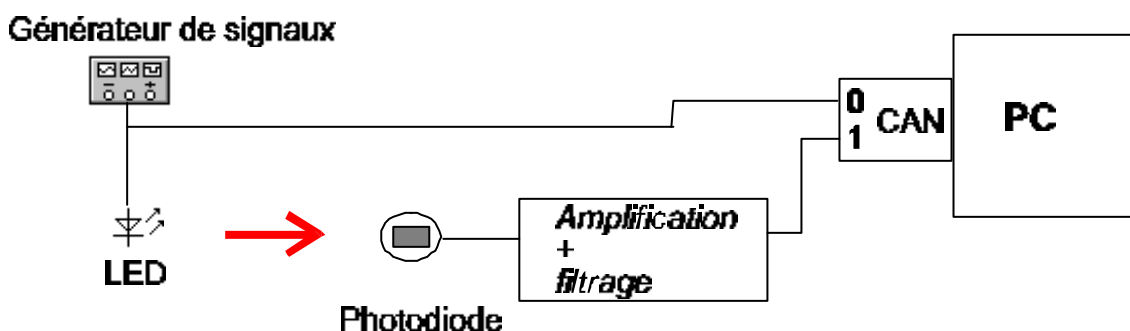 Générateur de signaux
0
1
CAN
PC
LED
Photodiode
Amplification
+
filtrage